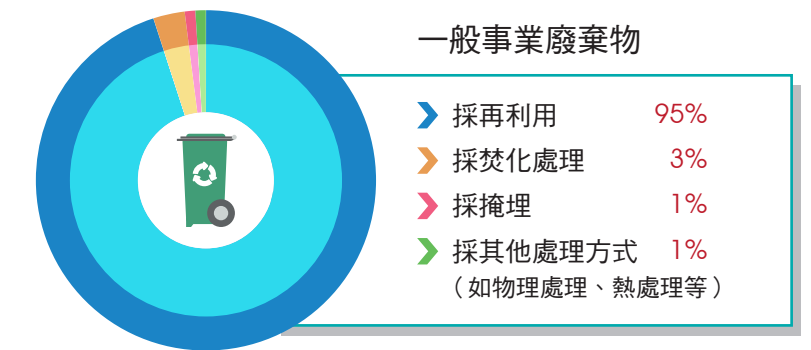 一般事業廢棄物
採再利用 95%
採焚化處理 3%
採掩埋 1%
採其他處理方式 1%
（如物理處理、熱處理等）